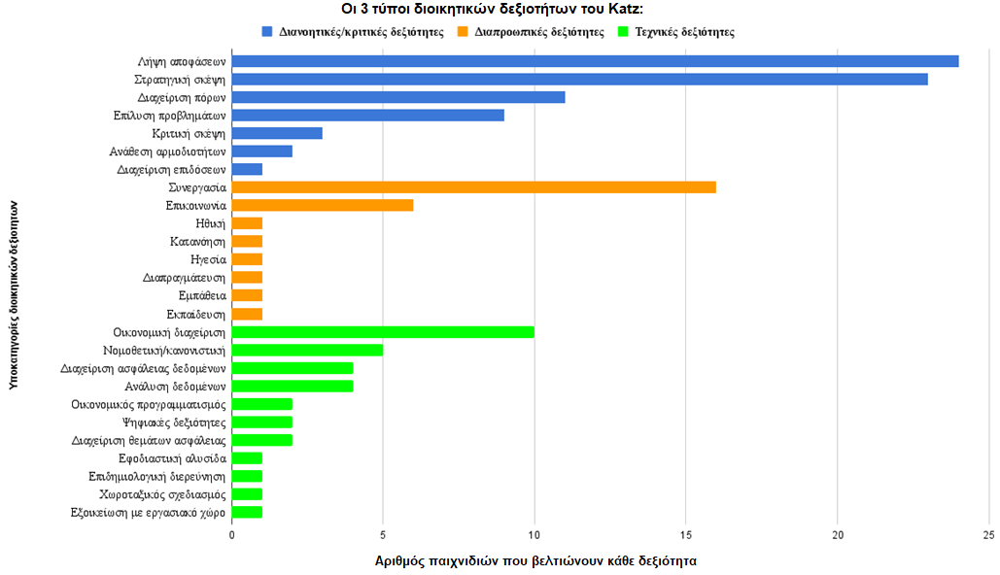 Οι 3 τύποι διοικητικών δεξιοτήτων του Katz:
Διανοητικές/κριτικές δεξιότητες Διαπροωπικές δεξιότητες Τεχνικές δεξιότητες
Υποκατηγορίες διοικητικών δεξιοτητων
Λήψη αποφάσεων
Στρατηγική σκέψη
Διαχείριση πόρων
Επίλυση προβλημάτων
Κριτική σκέψη
Ανάθεση αρμοδιοτήτων
Διαχείριση επιδόσεων
Συνεργασία
Επικοινωνία
Ηθική
Κατανόηση
Ηγεσία
Διαπραγμάτευση
Εμπάθεια
Εκπαίδευση
Οικονομική διαχείριση
Νομοθετική/κανονιστική
Διαχείριση ασφάλειας δεδομένων
Ανάλυση δεδομένων
Οικονομικός προγραμματισμός
Ψηφιακές δεξιότητες
Διαχείριση θεμάτων ασφάλειας
Εφοδιαστική αλυσίδα
Επιδημιολογική διερεύνηση
Χωροταξικός σχεδιασμός
Εξοικείωση με εργασιακό χώρο
0 5 10 15 20 25
Αριθμός παιχνιδιών που βελτιώνουν κάθε δεξιότητα